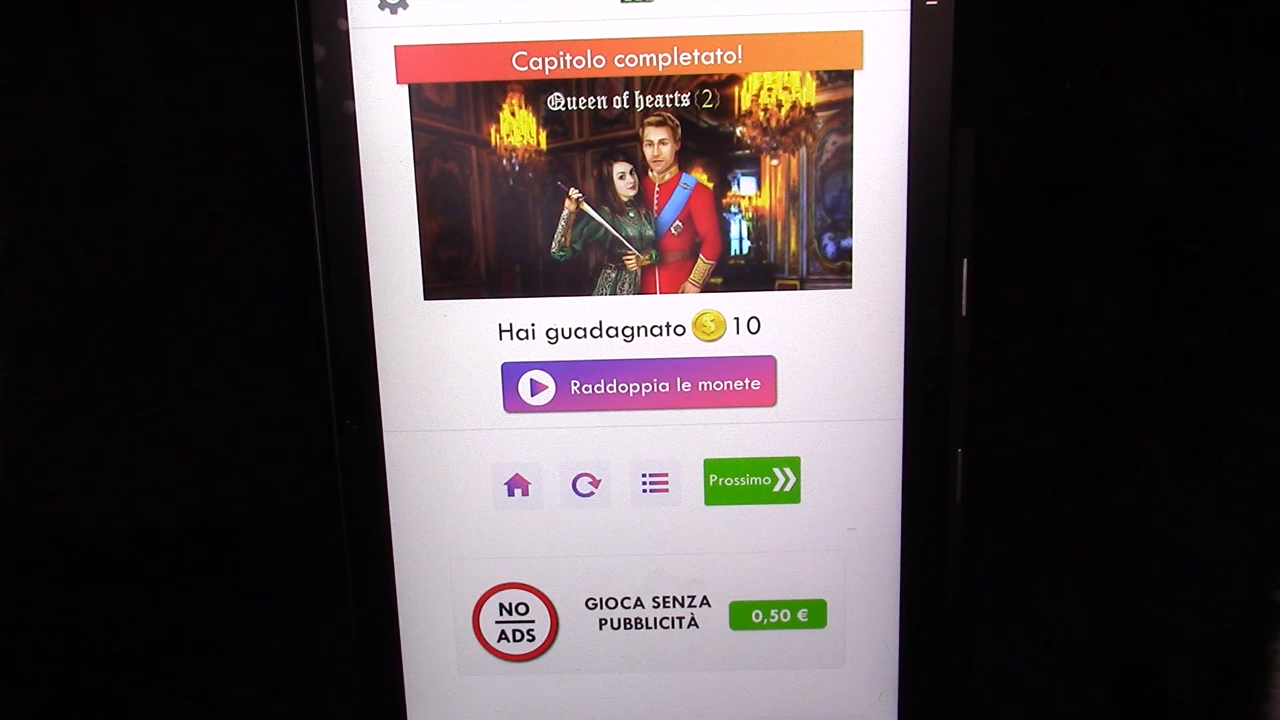 Capitolo completato!
Queen of hearts (2)
Hai guadagnato 10
Raddoppia le monete
Prossimo
NO
ADS
GIOCA SENZA
PUBBLICITÀ
0,50 €